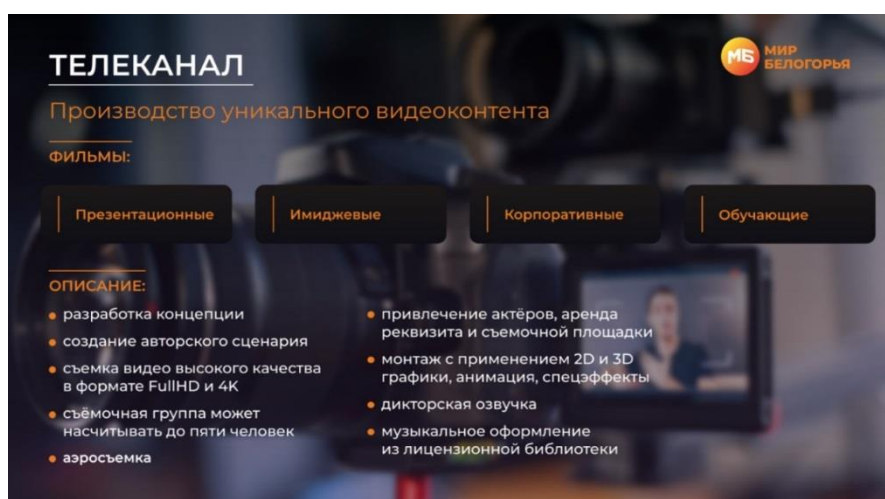 ТЕЛЕКАНАЛ
МБ МИР
БЕЛОГОРЬЯ
Производство уникального видеоконтента
ФИЛЬМЫ:
Презентационные
Имиджевые
Корпоративные
Обучающие
ОПИСАНИЕ:
• разработка концепции
• создание авторского сценария
• съемка видео высокого качества
в формате FullHD и 4K
• съёмочная группа может
насчитывать до пяти человек
• аэросъемка
• привлечение актёров, аренда
реквизита и съемочной площадки
• монтаж с применением 2D и 3D
графики, анимация, спецэффекты
• дикторская озвучка
• музыкальное оформление
из лицензионной библиотеки